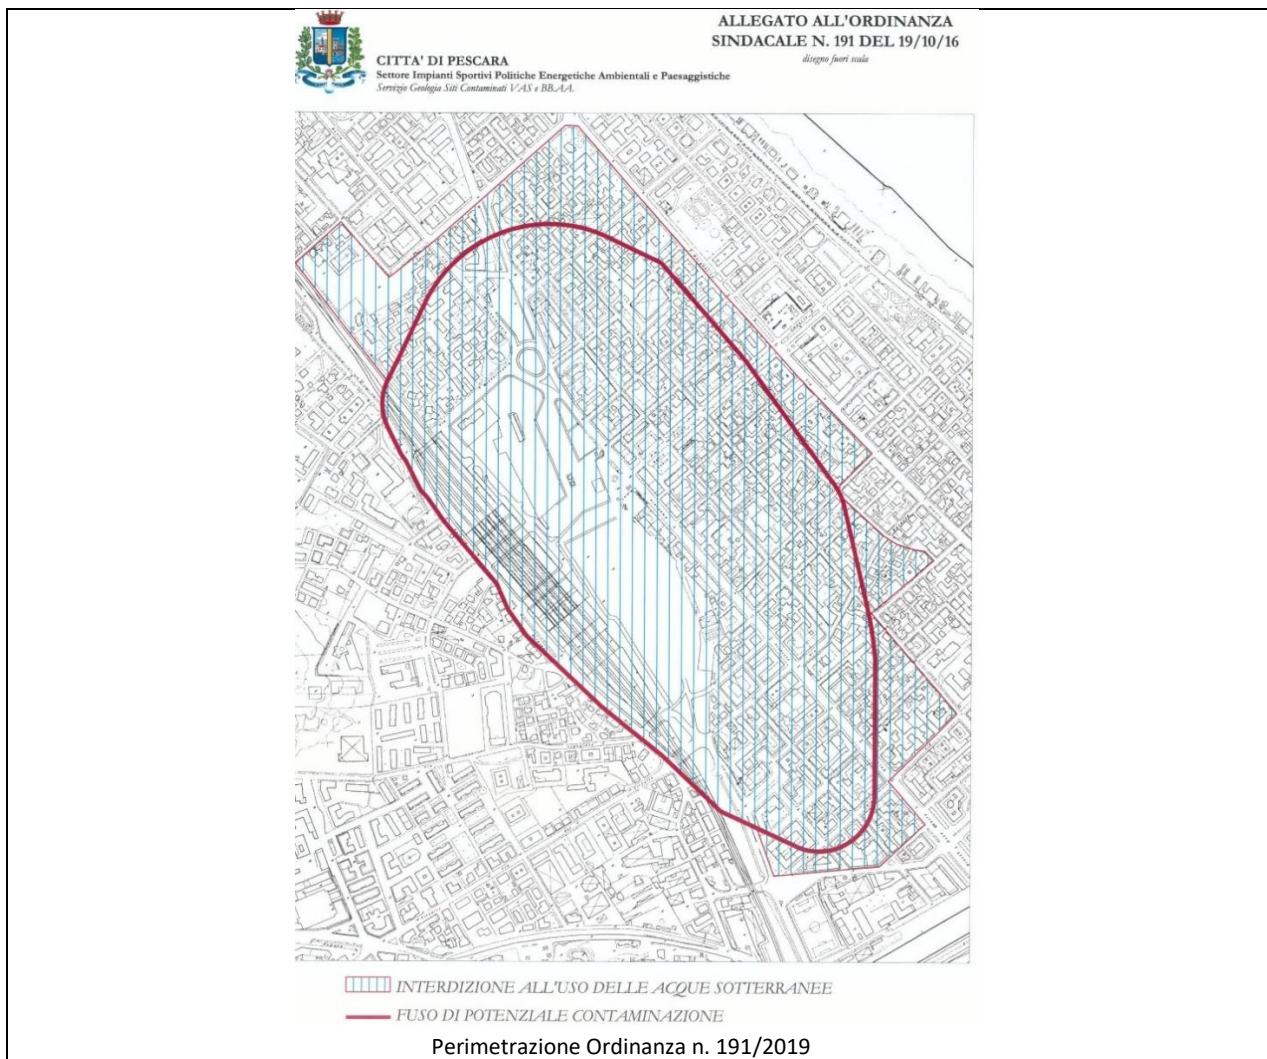 ALLEGATO ALL'ORDINANZA
SINDACALE N. 191 DEL 19/10/16
disegno fuori scala
CITTA' DI PESCARA
Settore Impianti Sportivi Politiche Energetiche Ambientali e Paesaggistiche
Servizio Geologia Siti Contaminati VAS e BB.AA.
INTERDIZIONE ALL'USO DELLE ACQUE SOTTERRANEE
FUSO DI POTENZIALE CONTAMINAZIONE
Perimetrazione Ordinanza n. 191/2019